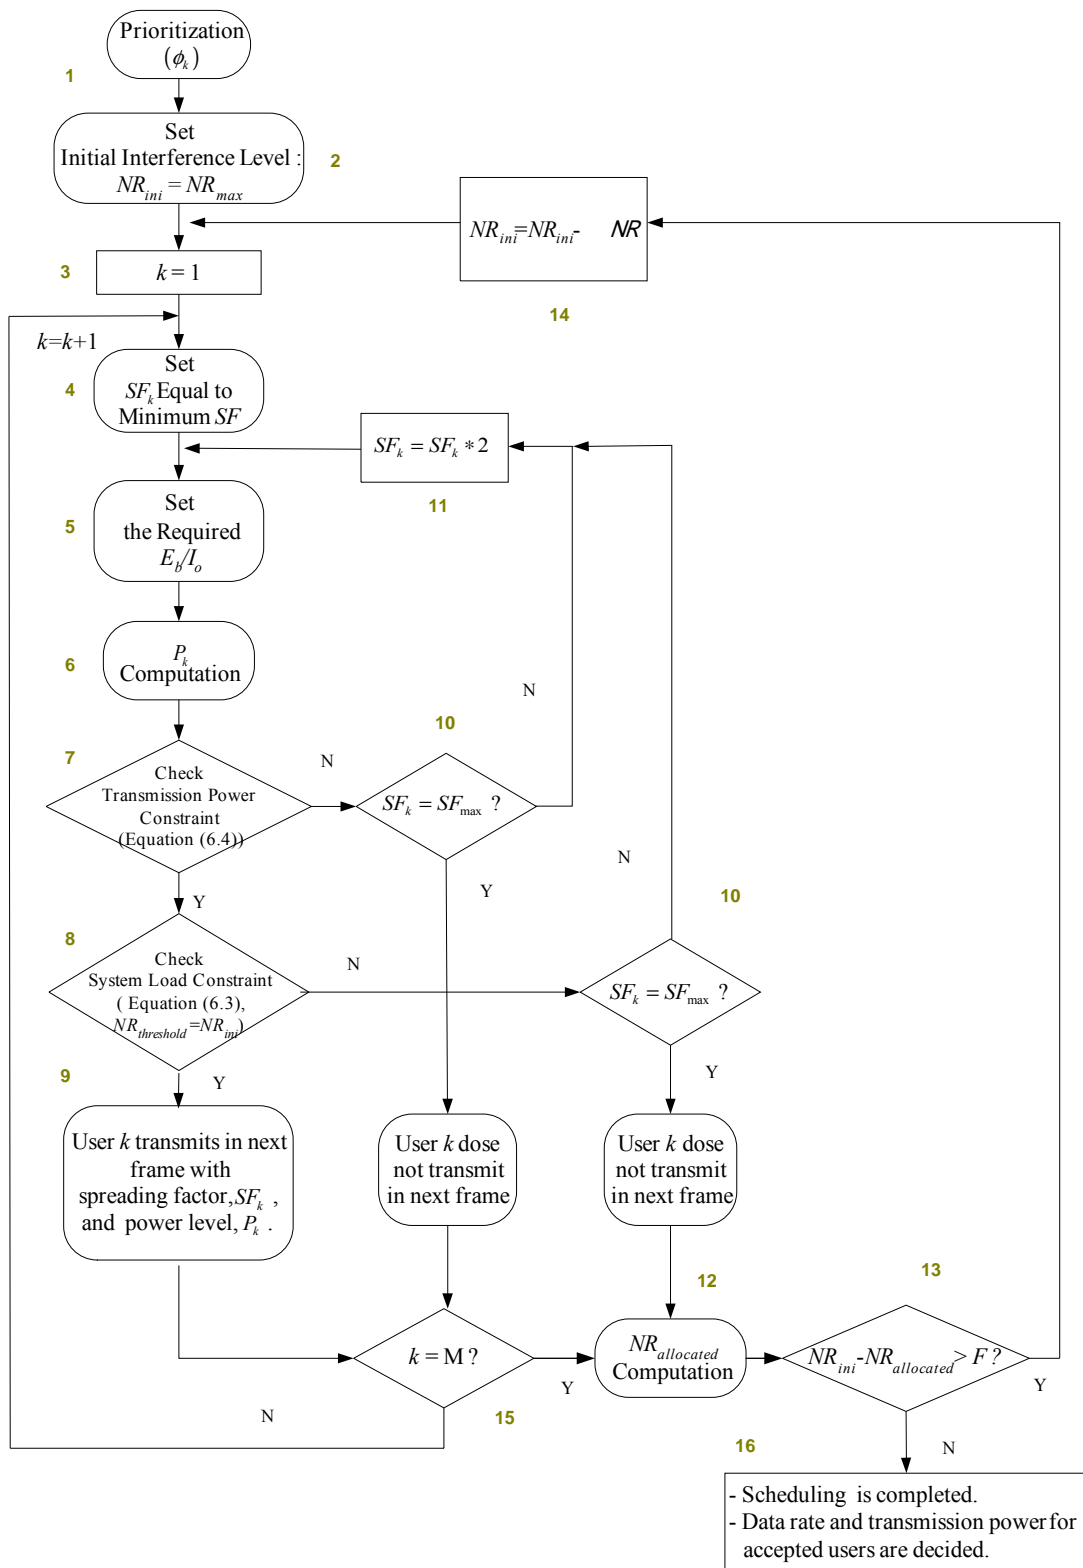 Prioritization
(ϕk)
1
Set
Initial Interference Level :
NRini = NRmax
2
NRini=NRini- NR
14
3
k = 1
k=k+1
4
Set
SFk Equal to
Minimum SF
SFk = SFk * 2
11
5
Set
the Required
Eb/Io
6
Pk
Computation
N
10
7
Check
Transmission Power
Constraint
(Equation (6.4))
N
SFk = SFmax ?
N
Y
Y
10
8
Check
System Load Constraint
( Equation (6.3),
NRthreshold=NRini)
N
SFk = SFmax ?
9
Y
Y
User k transmits in next
frame with
spreading factor,SFk ,
and power level, Pk .
User k dose
not transmit
in next frame
User k dose
not transmit
in next frame
12
13
k = M ?
NRallocated
Computation
NRini-NRallocated> F ?
Y
Y
N
15
16
N
- Scheduling is completed.
- Data rate and transmission power for
accepted users are decided.